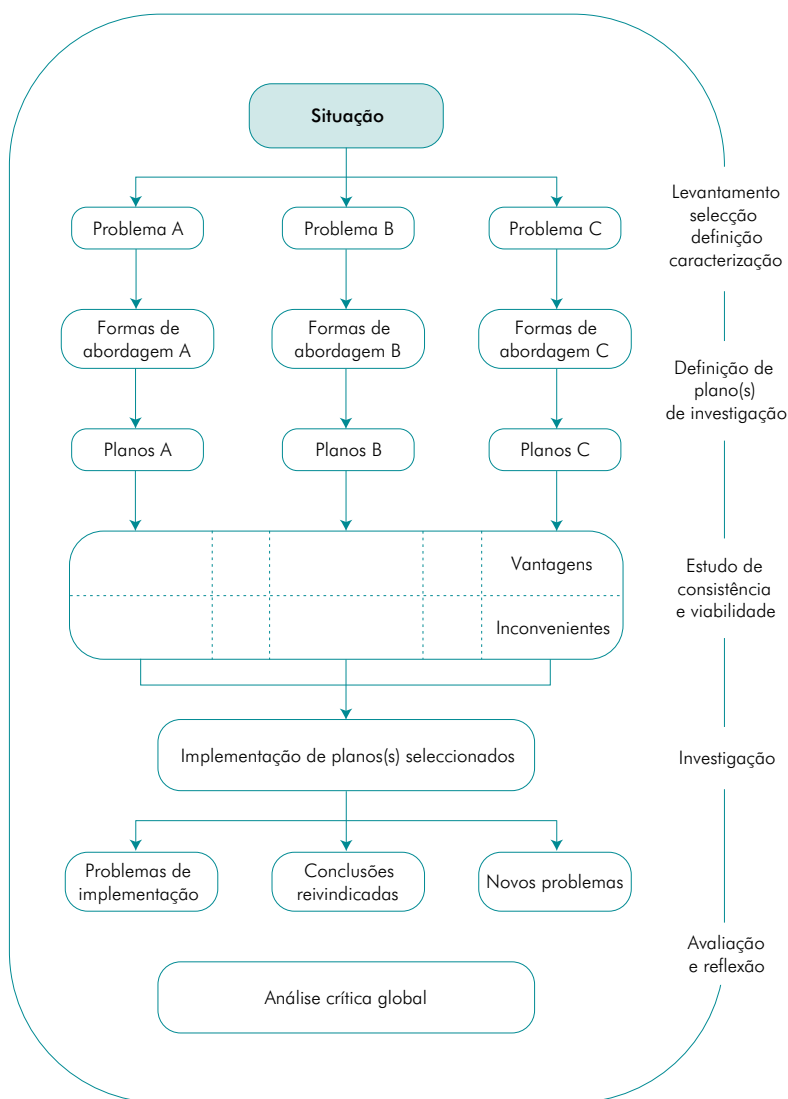 Situação
Problema A
Problema B
Problema C
Levantamento
selecção
definição
caracterização
Formas de
abordagem A
Formas de
abordagem B
Formas de
abordagem C
Definição de
plano(s)
de investigação
Planos A
Planos B
Planos C
Vantagens
Inconvenientes
Estudo de
consistência
e viabilidade
Implementação de planos(s) seleccionados
Investigação
Problemas de
implementação
Conclusões
reivindicadas
Novos problemas
Avaliação
e reflexão
Análise crítica global